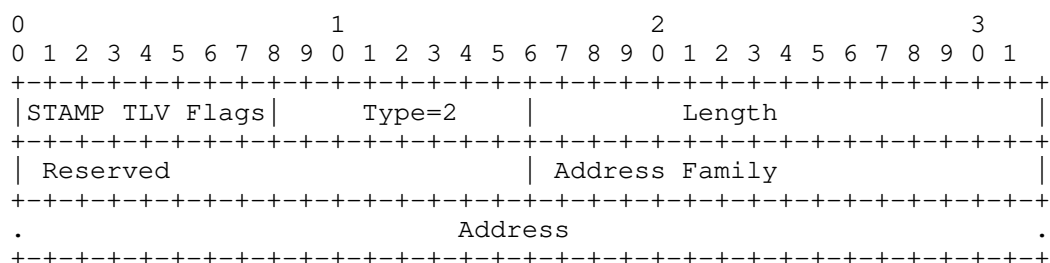 0                   1                   2                   3
0 1 2 3 4 5 6 7 8 9 0 1 2 3 4 5 6 7 8 9 0 1 2 3 4 5 6 7 8 9 0 1
+-+-+-+-+-+-+-+-+-+-+-+-+-+-+-+-+-+-+-+-+-+-+-+-+-+-+-+-+-+-+-+-+
|STAMP TLV Flags|     Type=2    |         Length                |
+-+-+-+-+-+-+-+-+-+-+-+-+-+-+-+-+-+-+-+-+-+-+-+-+-+-+-+-+-+-+-+-+
| Reserved                      | Address Family                |
+-+-+-+-+-+-+-+-+-+-+-+-+-+-+-+-+-+-+-+-+-+-+-+-+-+-+-+-+-+-+-+-+
.                           Address                             .
+-+-+-+-+-+-+-+-+-+-+-+-+-+-+-+-+-+-+-+-+-+-+-+-+-+-+-+-+-+-+-+-+